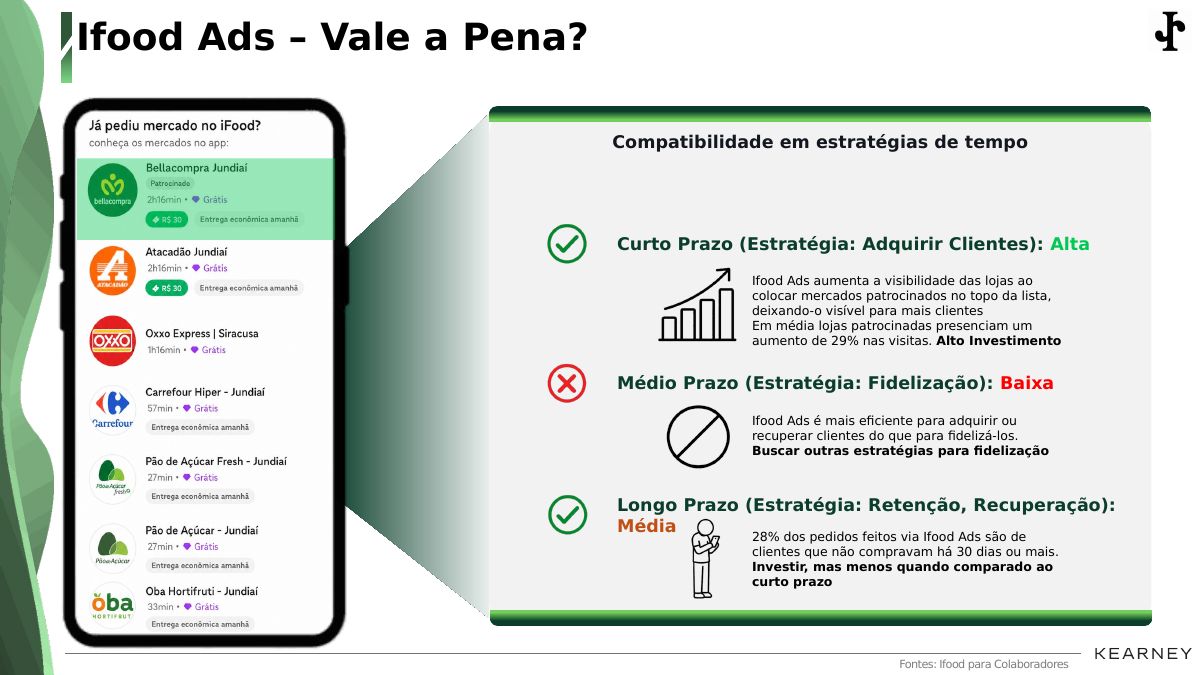 Ifood Ads – Vale a Pena?
Já pediu mercado no iFood?
conheça os mercados no app:
Bellacompra Jundiaí
Patrocinado
bellacompra
2h16min • Grátis
R$ 30 Entrega econômica amanhã
Atacadão Jundiaí
ATACADÃO
2h16min • Grátis
R$ 30 Entrega econômica amanhã
OXXO
Oxxo Express | Siracusa
1h16min • Grátis
Carrefour Hiper - Jundiaí
Carrefour
57min • Grátis
Entrega econômica amanhã
Pão de Açúcar Fresh - Jundiaí
PãodeAçúcar
fresh
27min • Grátis
Entrega econômica amanhã
Pão de Açúcar - Jundiaí
PãodeAçúcar
27min • Grátis
Entrega econômica amanhã
Oba Hortifruti - Jundiaí
oba
HORTIFRUTI
33min • Grátis
Entrega econômica amanhã
Compatibilidade em estratégias de tempo
Curto Prazo (Estratégia: Adquirir Clientes): Alta
Ifood Ads aumenta a visibilidade das lojas ao
colocar mercados patrocinados no topo da lista,
deixando-o visível para mais clientes
Em média lojas patrocinadas presenciam um
aumento de 29% nas visitas. Alto Investimento
Médio Prazo (Estratégia: Fidelização): Baixa
Ifood Ads é mais eficiente para adquirir ou
recuperar clientes do que para fidelizá-los.
Buscar outras estratégias para fidelização
Longo Prazo (Estratégia: Retenção, Recuperação):
Média
28% dos pedidos feitos via Ifood Ads são de
clientes que não compravam há 30 dias ou mais.
Investir, mas menos quando comparado ao
curto prazo
Fontes: Ifood para Colaboradores
KEARNEY